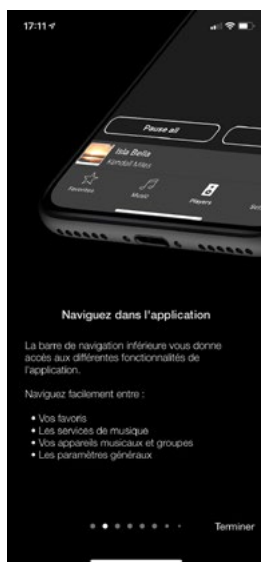 17:11
Pause all
Isla Bella
Kendall Miles
Favorites
Music
Players
Naviguez dans l'application
La barre de navigation inférieure vous donne
accès aux différentes fonctionnalités de
l'application.
Naviguez facilement entre :
• Vos favoris
• Les services de musique
• Vos appareils musicaux et groupes
• Les paramètres généraux
Terminer